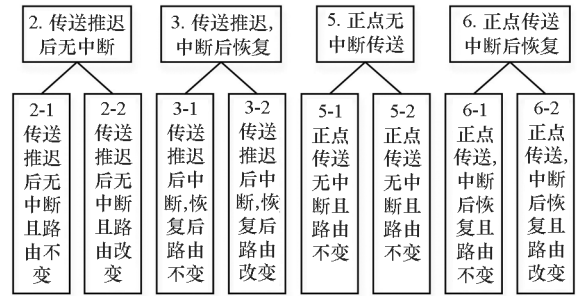 2. 传送推迟
后无中断
3. 传送推迟,
中断后恢复
5. 正点无
中断传送
6. 正点传送
中断后恢复
2-1
传送
推迟
后无
中断
且路
由不
变
2-2
传送
推迟
后无
中断
且路
由改
变
3-1
传送
推迟
后中
断,恢
复后
路由
不变
3-2
传送
推迟
后中
断,恢
复后
路由
改变
5-1
正点
传送
无中
断且
路由
不变
5-2
正点
传送
无中
断且
路由
不变
6-1
正点
传送,
中断
后恢
复且
路由
不变
6-2
正点
传送,
中断
后恢
复且
路由
改变